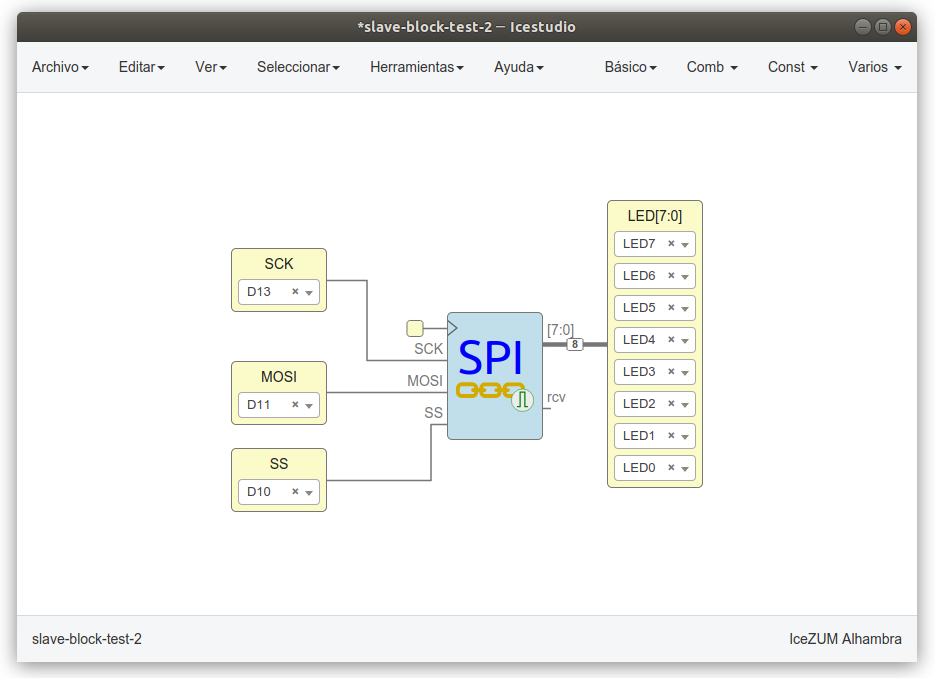 *slave-block-test-2 – Icestudio
Archivo Editar Ver Seleccionar Herramientas Ayuda Básico Comb Const Varios
SCK
D13
MOSI
D11
SS
D10
SCK
MOSI
SS
SPI
[7:0]
8
rcv
LED[7:0]
LED7
LED6
LED5
LED4
LED3
LED2
LED1
LED0
slave-block-test-2
IceZUM Alhambra